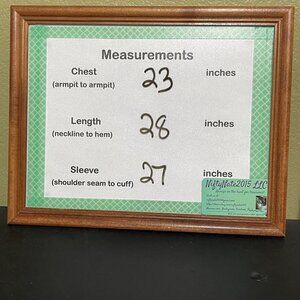 Measurements
Chest 23 inches
(armpit to armpit)
Length 28 inches
(neckline to hem)
Sleeve 27 inches
(shoulder seam to cuff)
NiftyNate2015 LLC